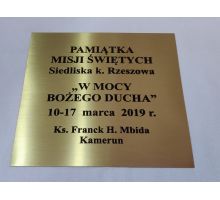 PAMIĄTKA
MISJI ŚWIĘTYCH
Siedliska k. Rzeszowa
„W MOCY
BOŻEGO DUCHA”
10-17 marca 2019 r.
Ks. Franck H. Mbida
Kamerun